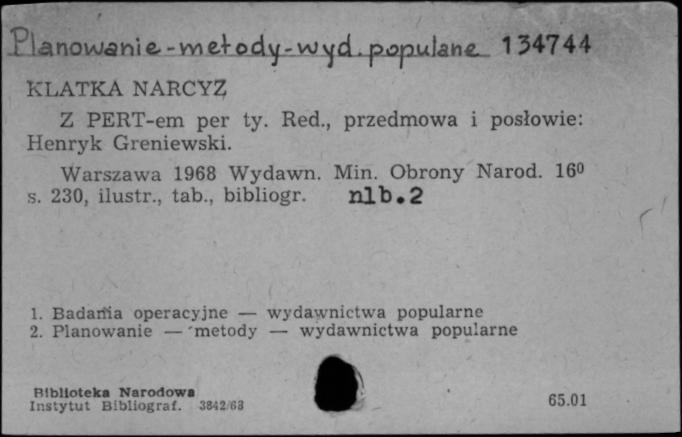 Planowanie-metody-wyd.popularne 134744
KLATKA NARCYZ
Z PERT-em per ty. Red., przedmowa i posłowie:
Henryk Greniewski.
Warszawa 1968 Wydawn. Min. Obrony Narod. 16⁰
s. 230, ilustr., tab., bibliogr. nlb.2
1. Badania operacyjne — wydawnictwa popularne
2. Planowanie — metody — wydawnictwa popularne
Biblioteka Narodowa
Instytut Bibliograf. 3842/68
65.01